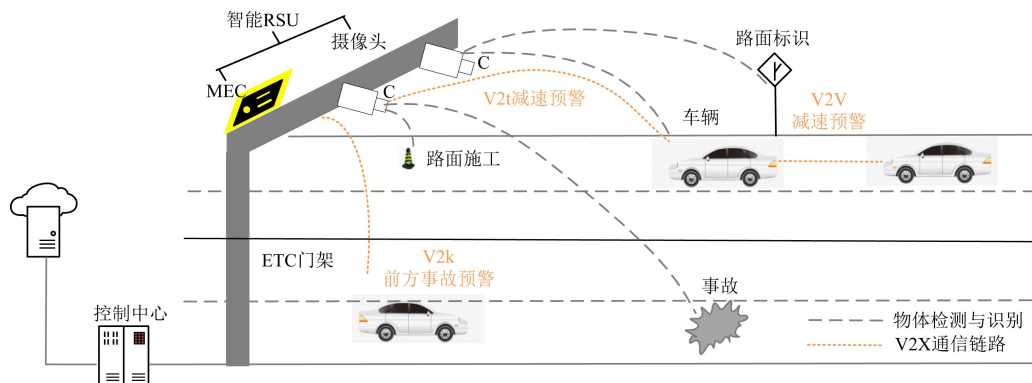 智能RSU
摄像头
MEC
C
C
V2t减速预警
路面标识
车辆
V2V
减速预警
路面施工
ETC门架
V2k
前方事故预警
事故
控制中心
物体检测与识别
V2X通信链路